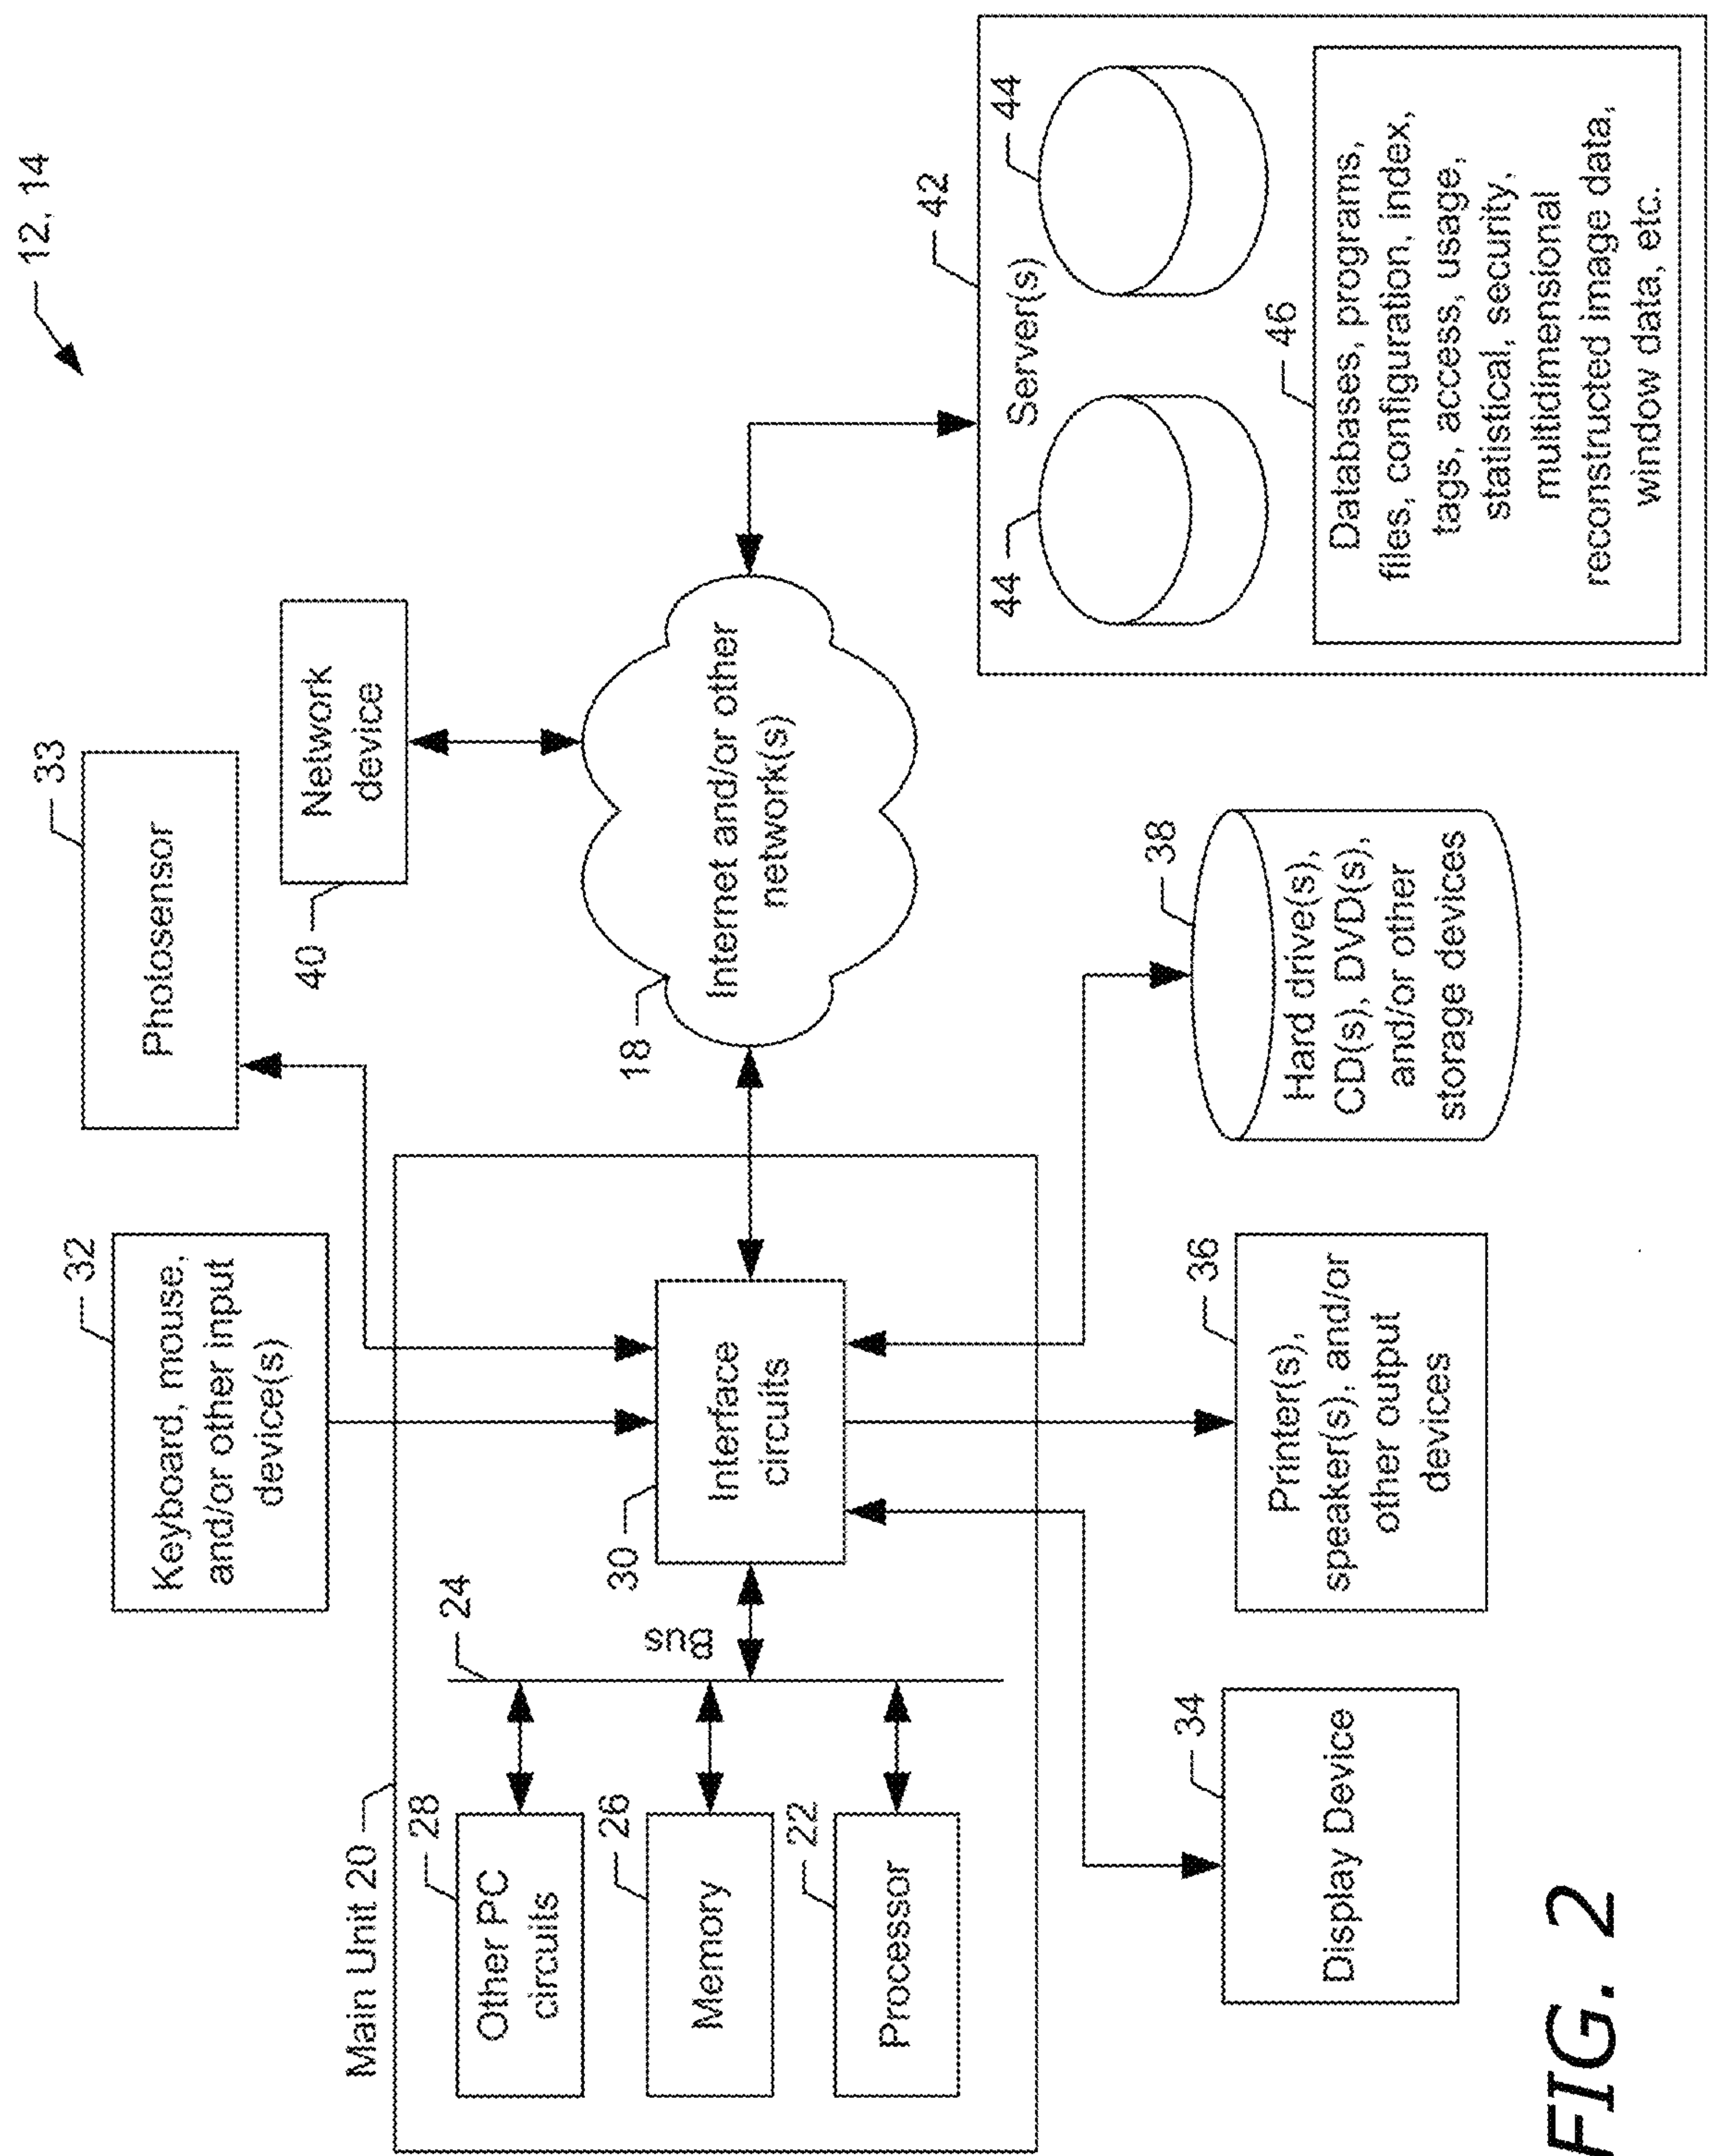 12, 14
32
Keyboard, mouse,
and/or other input
device(s)
33
Photosensor
Main Unit 20
28
Other PC
circuits
26
Memory
22
Processor
24
Bus
30
Interface
circuits
40
Network
device
18
Internet and/or other
network(s)
34
Display Device
36
Printer(s),
speaker(s), and/or
other output
devices
38
Hard drive(s),
CD(s), DVD(s),
and/or other
storage devices
42
Server(s)
44
44
46
Databases, programs,
files, configuration, index,
tags, access, usage,
statistical, security,
multidimensional
reconstructed image data,
window data, etc.
FIG. 2